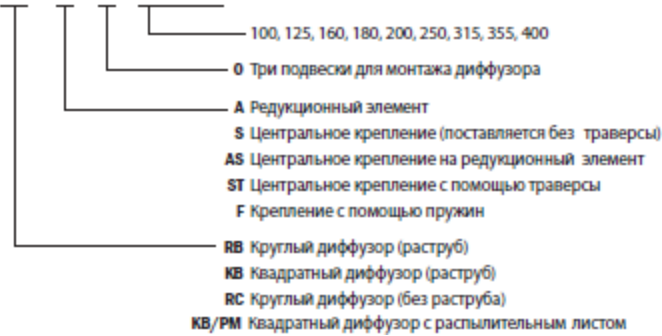 100, 125, 160, 180, 200, 250, 315, 355, 400
0 Три подвески для монтажа диффузора
A Редукционный элемент
S Центральное крепление (поставляется без траверсы)
AS Центральное крепление на редукционный элемент
ST Центральное крепление с помощью траверсы
F Крепление с помощью пружин
RB Круглый диффузор (раструб)
KB Квадратный диффузор (раструб)
RC Круглый диффузор (без раструба)
KB/PM Квадратный диффузор с распылительным листом